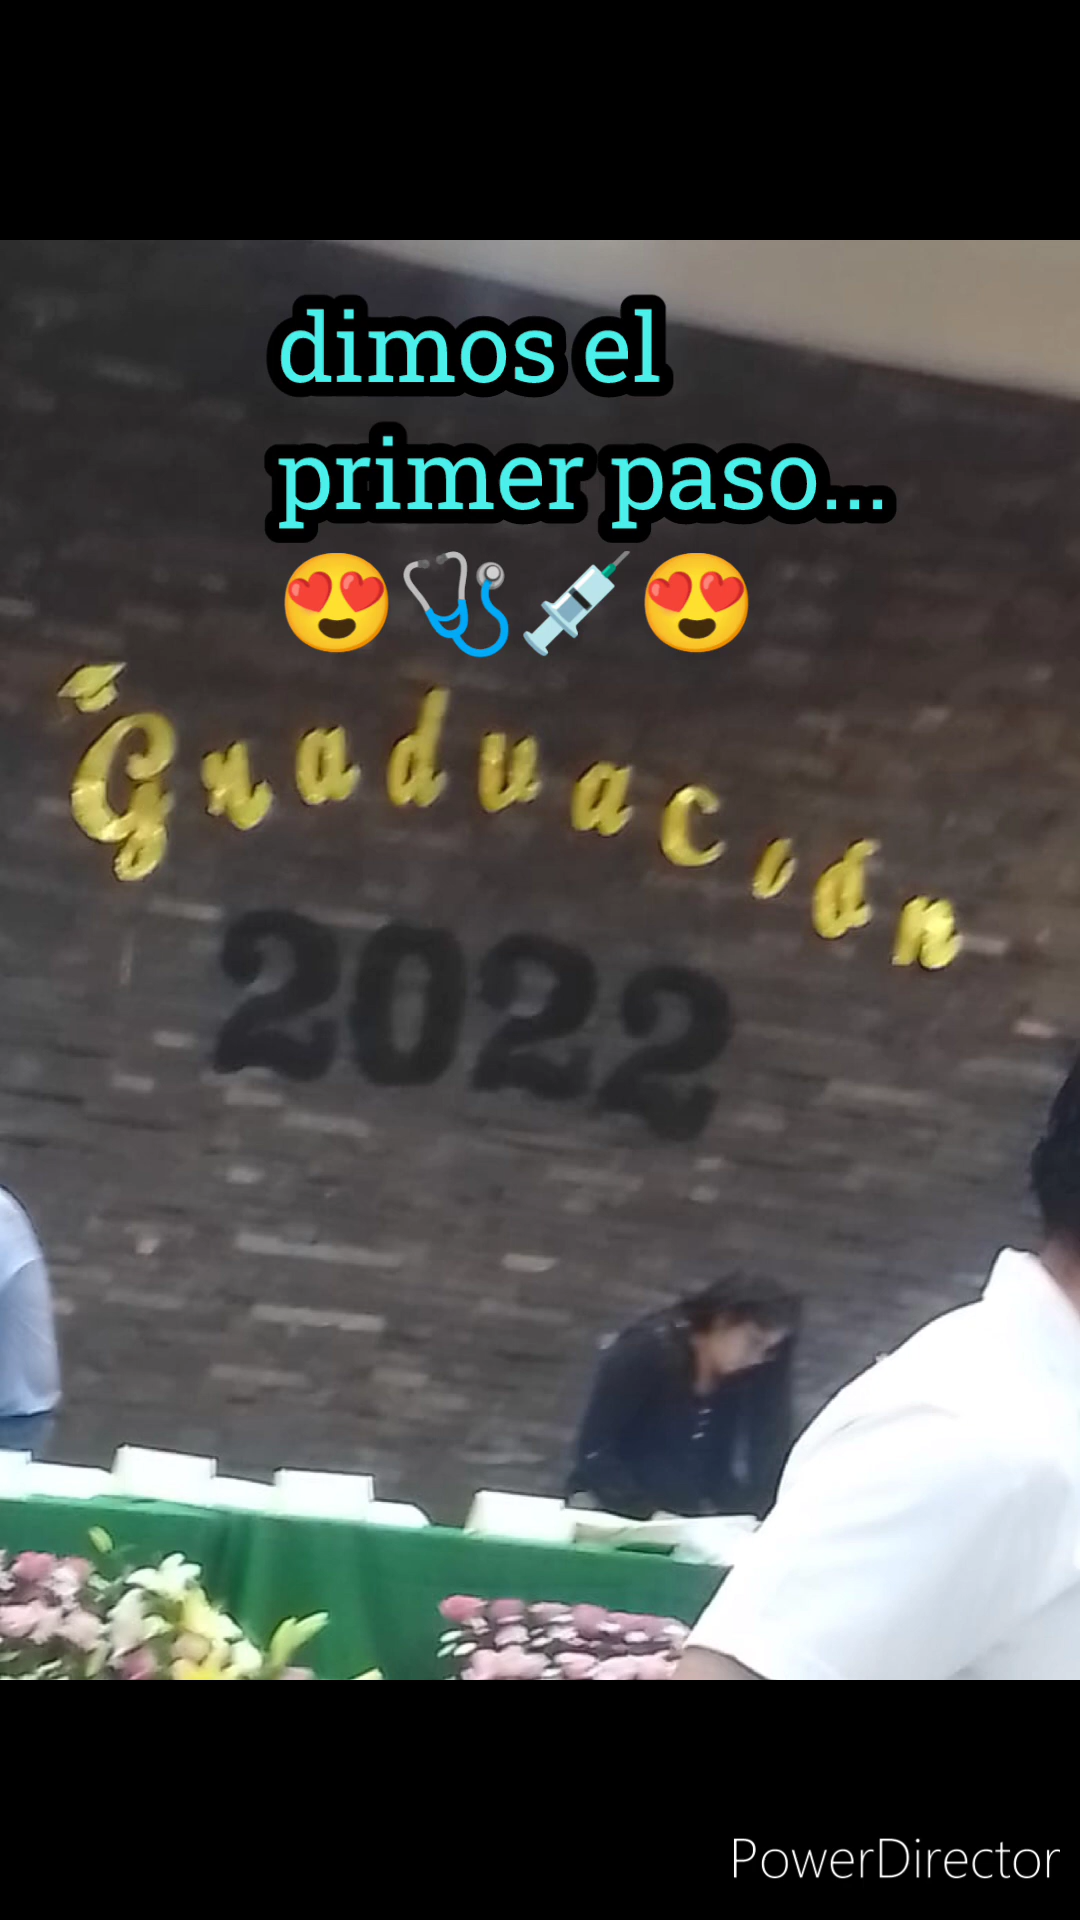 dimos el
primer paso...
😍🩺💉😍
Graduación
2022
PowerDirector